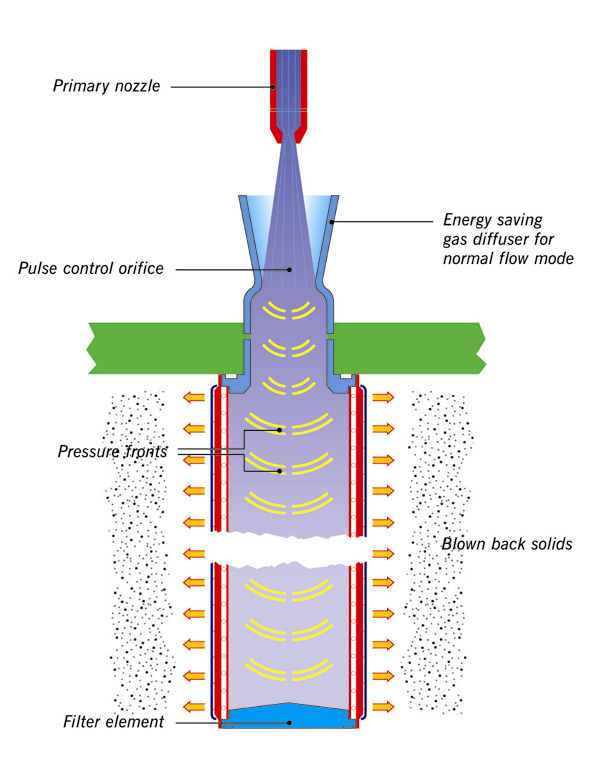 Primary nozzle
Energy saving
gas diffuser for
normal flow mode
Pulse control orifice
Pressure fronts
Blown back solids
Filter element